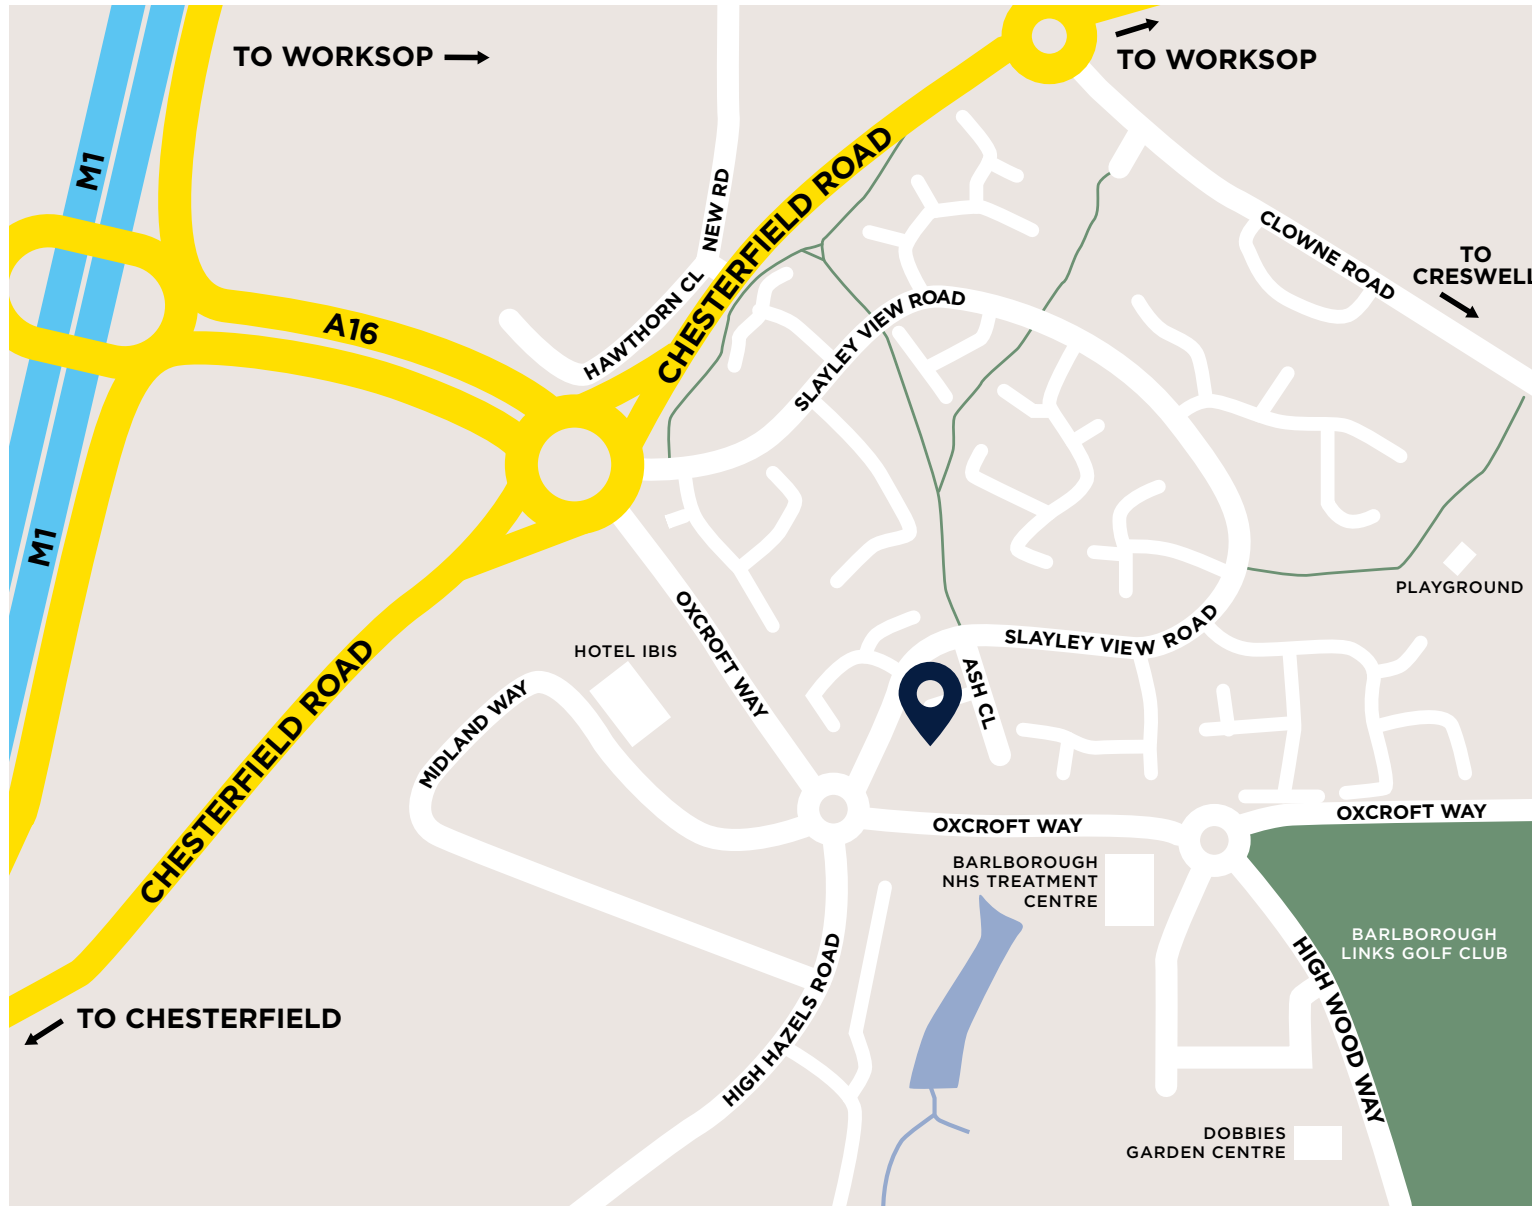 TO WORKSOP
TO WORKSOP
M1
NEW RD
CHESTERFIELD ROAD
CLOWNE ROAD
TO
CRESWELL
HAWTHORN CL
A16
SLAYLEY VIEW ROAD
M1
PLAYGROUND
OXCROFT WAY
HOTEL IBIS
SLAYLEY VIEW ROAD
ASH CL
MIDLAND WAY
CHESTERFIELD ROAD
OXCROFT WAY
OXCROFT WAY
BARLBOROUGH
NHS TREATMENT
CENTRE
BARLBOROUGH
LINKS GOLF CLUB
HIGH WOOD WAY
HIGH HAZELS ROAD
TO CHESTERFIELD
DOBBIES
GARDEN CENTRE